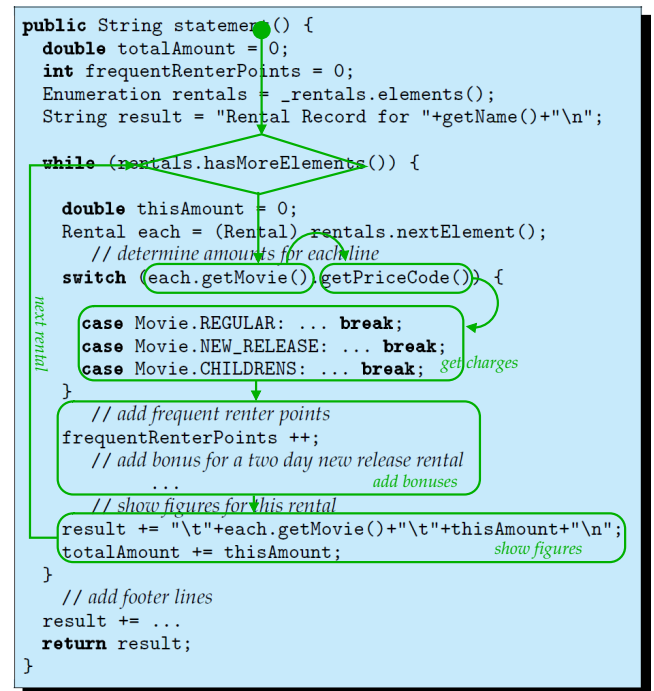 public String statement() {
double totalAmount = 0;
int frequentRenterPoints = 0;
Enumeration rentals = _rentals.elements();
String result = "Rental Record for "+getName()+"\n";
while (rentals.hasMoreElements()) {
double thisAmount = 0;
Rental each = (Rental) rentals.nextElement();
// determine amounts for each line
switch (each.getMovie().getPriceCode()) {
next rental
case Movie.REGULAR: ... break;
case Movie.NEW_RELEASE: ... break;
case Movie.CHILDRENS: ... break;
get charges
}
// add frequent renter points
frequentRenterPoints ++;
// add bonus for a two day new release rental
...
add bonuses
// show figures for this rental
result += "\t"+each.getMovie()+"\t"+thisAmount+"\n";
totalAmount += thisAmount;
show figures
}
// add footer lines
result += ...
return result;
}